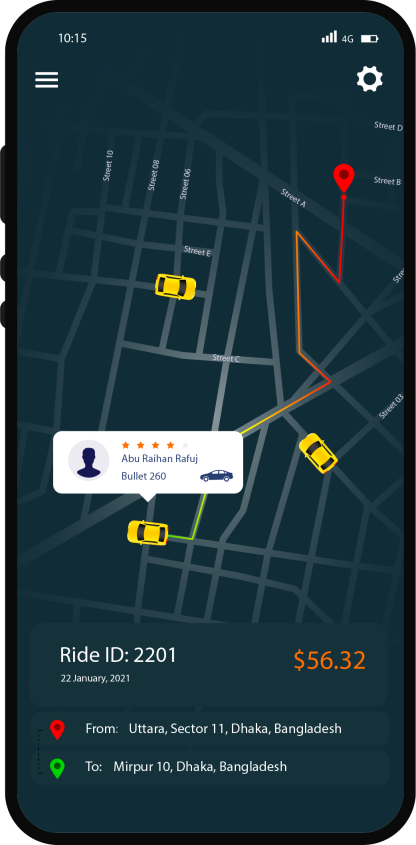 10:15
4G
Street D
Street 10
Street 08
Street 06
Street B
Street A
Street E
Street C
Street 03
Abu Raihan Rafuj
Bullet 260
Ride ID: 2201
$56.32
22 January, 2021
From: Uttara, Sector 11, Dhaka, Bangladesh
To: Mirpur 10, Dhaka, Bangladesh